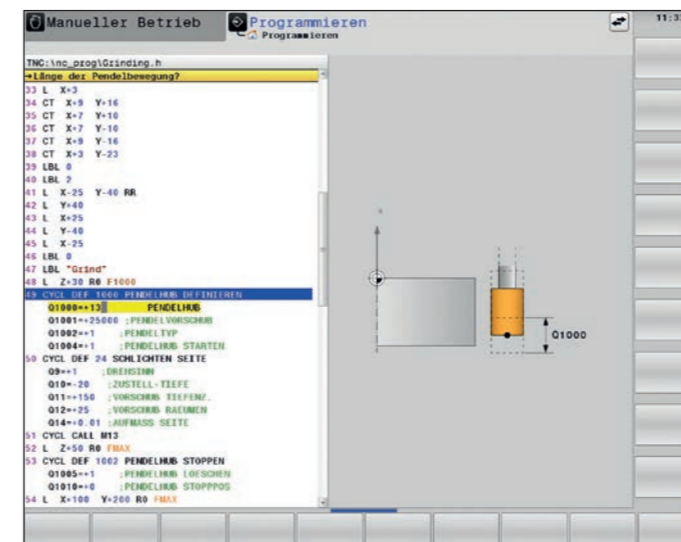 Manueller Betrieb
Programmieren
Programmieren
TNC:\nc_prog\Grinding.h
→Länge der Pendelbewegung?
33 L X+3
34 CT X+9 Y+16
35 CT X+7 Y+10
36 CT X+7 Y-10
37 CT X+9 Y-16
38 CT X+3 Y-23
39 LBL 0
40 LBL 2
41 L X-25 Y-40 RR
42 L Y+40
43 L X+25
44 L Y-40
45 L X-25
46 LBL 0
47 LBL "Grind"
48 L Z+30 R0 F1000
49 CYCL DEF 1000 PENDELHUB DEFINIEREN
Q1000=+13 PENDELHUB
Q1001=+25000 ;PENDELVORSCHUB
Q1002=+1 ;PENDELTYP
Q1004=+1 ;PENDELHUB STARTEN
50 CYCL DEF 24 SCHLICHTEN SEITE
Q9=+1 ;DREHSINN
Q10=-20 ;ZUSTELL-TIEFE
Q11=+150 ;VORSCHUB TIEFENZ.
Q12=+25 ;VORSCHUB RAEUMEN
Q14=+0.01 ;AUFMASS SEITE
51 CYCL CALL M13
52 L Z+50 R0 FMAX
53 CYCL DEF 1002 PENDELHUB STOPPEN
Q1005=+1 ;PENDELHUB LOESCHEN
Q1010=+0 ;PENDELHUB STOPPPOS
54 L X+100 Y+200 R0 FMAX
Q1000